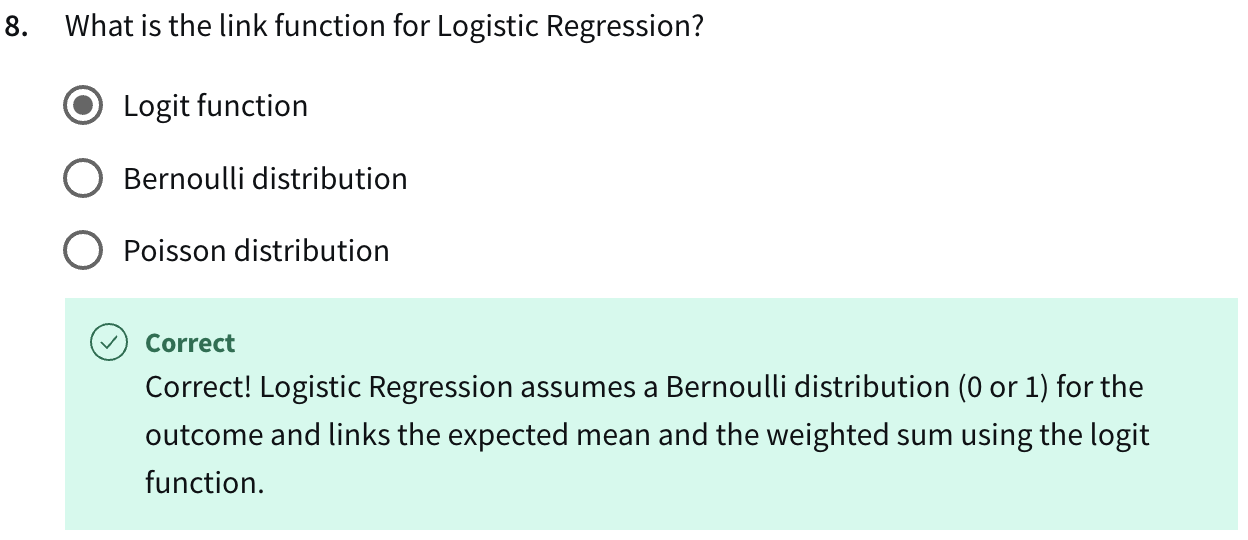 8. What is the link function for Logistic Regression?
Logit function
Bernoulli distribution
Poisson distribution
Correct
Correct! Logistic Regression assumes a Bernoulli distribution (0 or 1) for the
outcome and links the expected mean and the weighted sum using the logit
function.